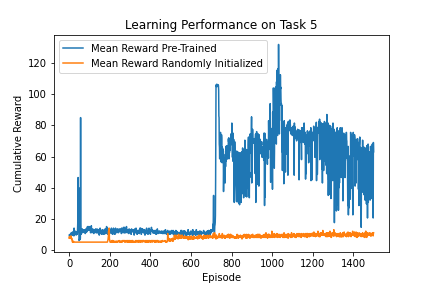 Learning Performance on Task 5
Mean Reward Pre-Trained
Mean Reward Randomly Initialized
Cumulative Reward
120
100
80
60
40
20
0
0 200 400 600 800 1000 1200 1400
Episode